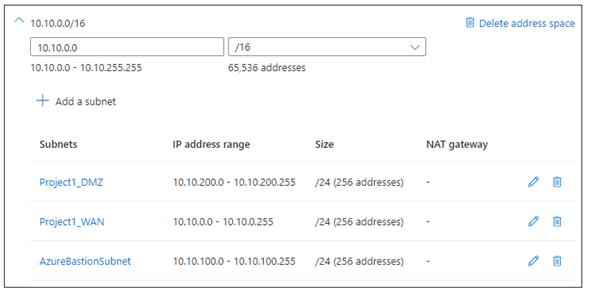 10.10.0.0/16 Delete address space
10.10.0.0 /16
10.10.0.0 - 10.10.255.255 65,536 addresses
Add a subnet
Subnets IP address range Size NAT gateway
Project1_DMZ 10.10.200.0 - 10.10.200.255 /24 (256 addresses) -
Project1_WAN 10.10.0.0 - 10.10.0.255 /24 (256 addresses) -
AzureBastionSubnet 10.10.100.0 - 10.10.100.255 /24 (256 addresses) -